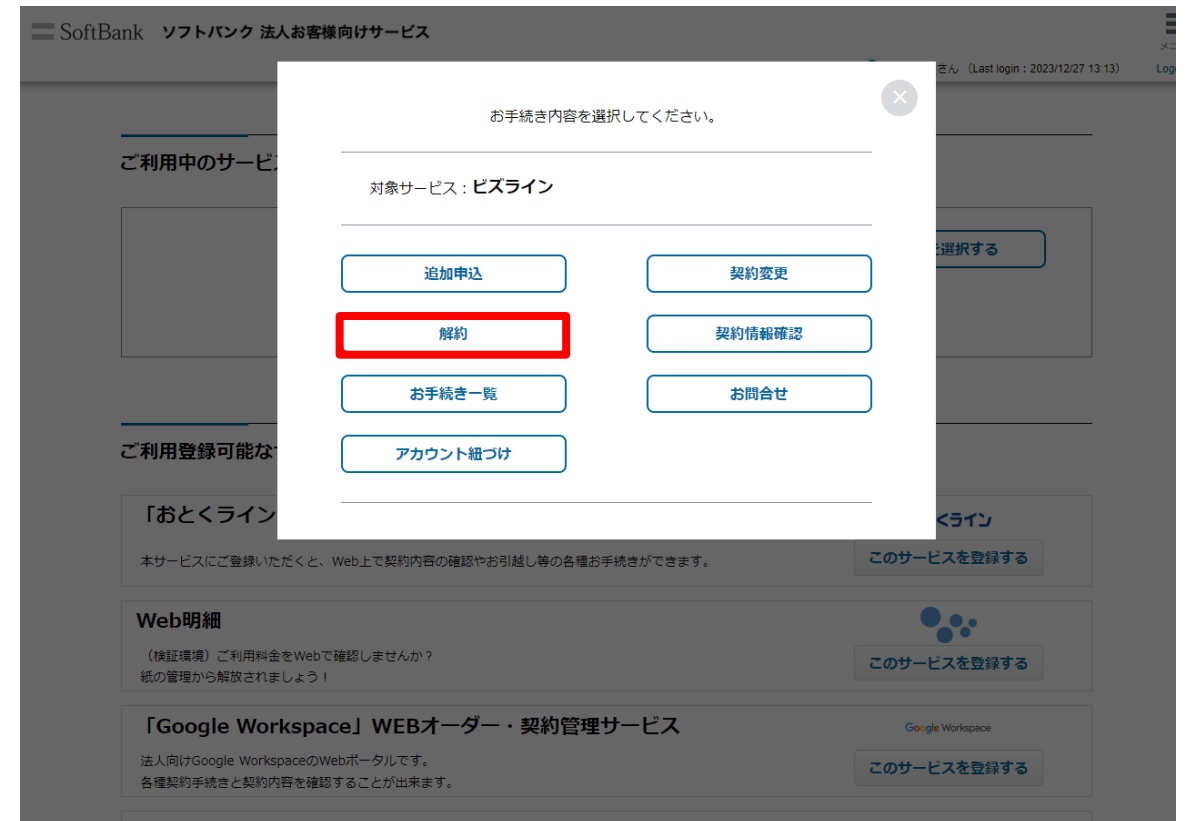 SoftBank ソフトバンク 法人お客様向けサービス
メニ
さん (Last login : 2023/12/27 13:13) Log
お手続き内容を選択してください。
ご利用中のサービ
対象サービス : ビズライン
選択する
追加申込 契約変更
解約 契約情報確認
お手続き一覧 お問合せ
アカウント紐づけ
ご利用登録可能な
「おとくライン くライン
本サービスにご登録いただくと、Web上で契約内容の確認やお引越し等の各種お手続きができます。 このサービスを登録する
Web明細
（検証環境）ご利用料金をWebで確認しませんか？
紙の管理から解放されましょう！ このサービスを登録する
「Google Workspace」WEBオーダー・契約管理サービス Google Workspace
法人向けGoogle WorkspaceのWebポータルです。
各種契約手続きと契約内容を確認することが出来ます。 このサービスを登録する